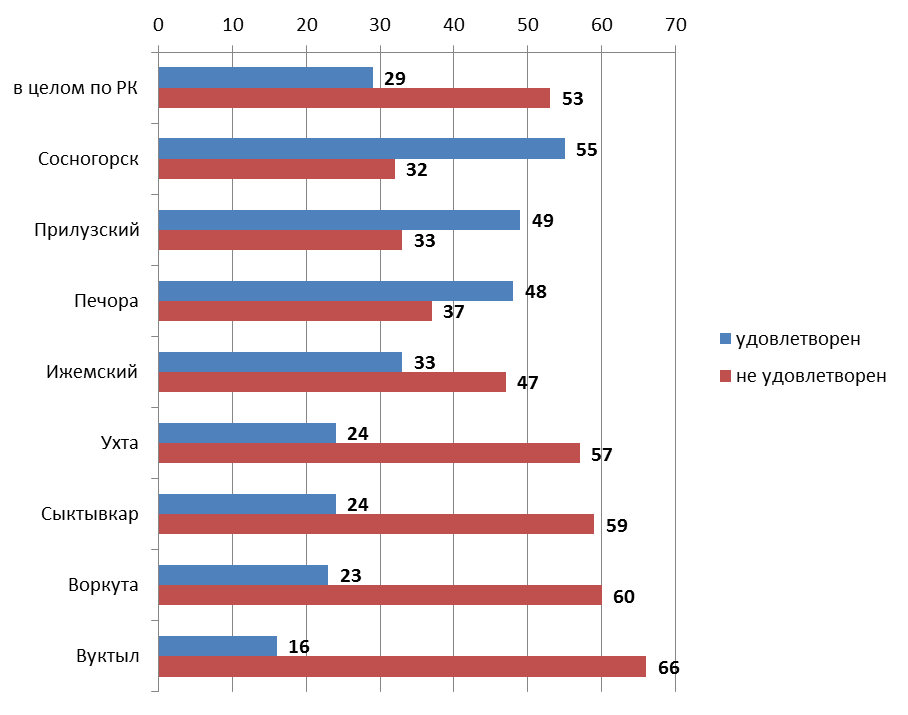 0 10 20 30 40 50 60 70
в целом по РК
29
53
Сосногорск
55
32
Прилузский
49
33
Печора
48
37
Ижемский
33
47
Ухта
24
57
Сыктывкар
24
59
Воркута
23
60
Вуктыл
16
66
удовлетворен
не удовлетворен